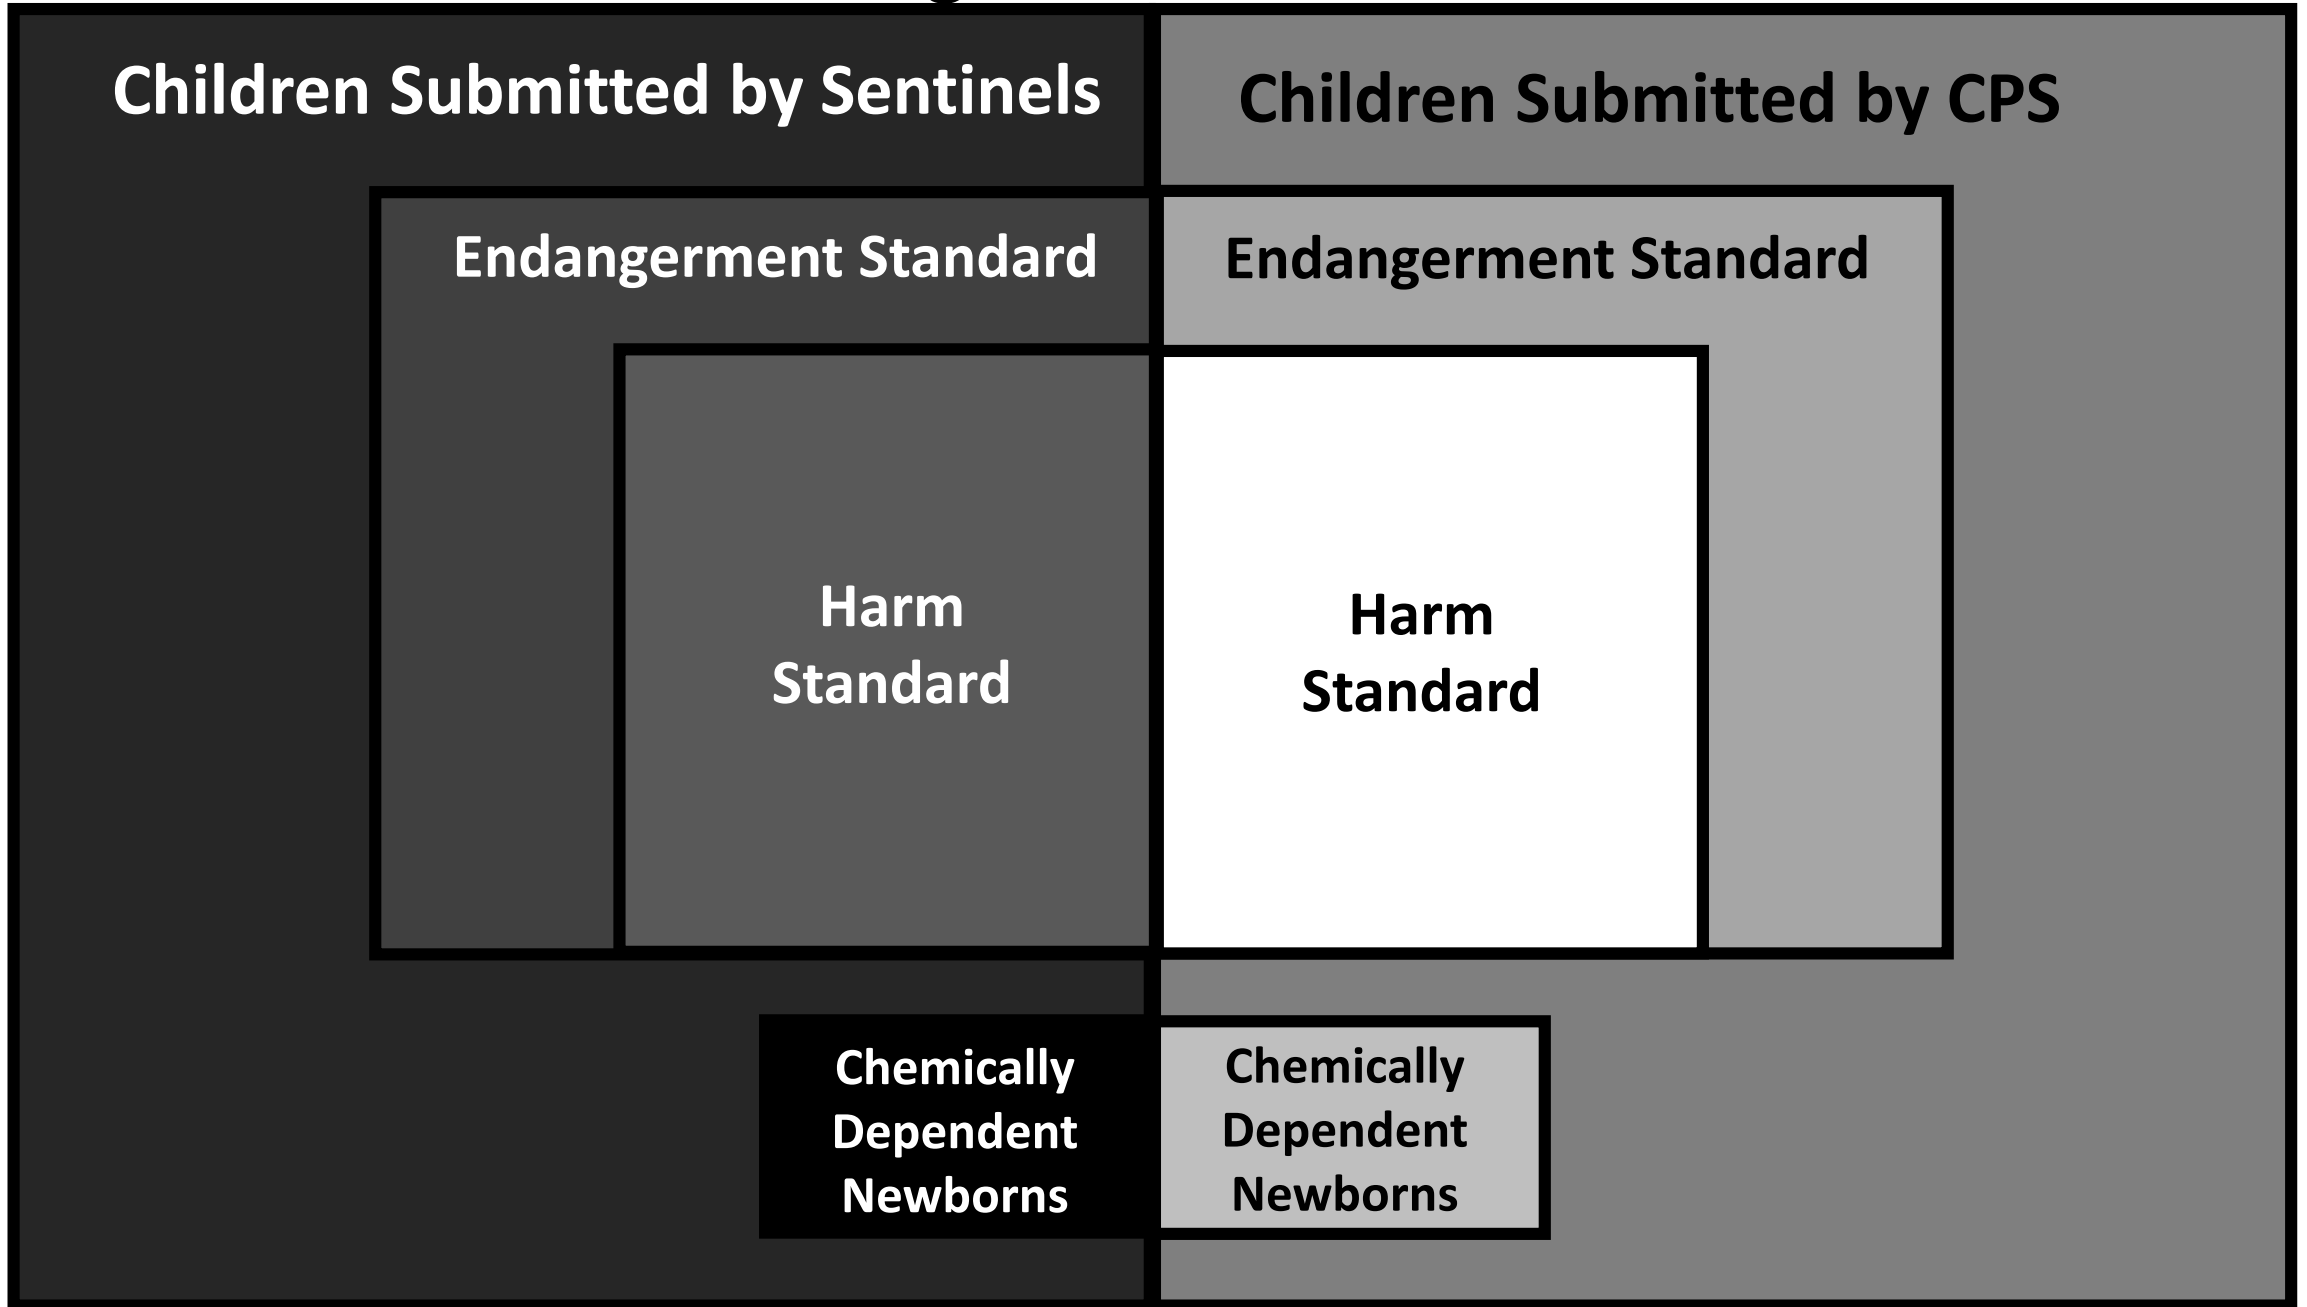 Children Submitted by Sentinels
Children Submitted by CPS
Endangerment Standard
Endangerment Standard
Harm
Standard
Harm
Standard
Chemically
Dependent
Newborns
Chemically
Dependent
Newborns